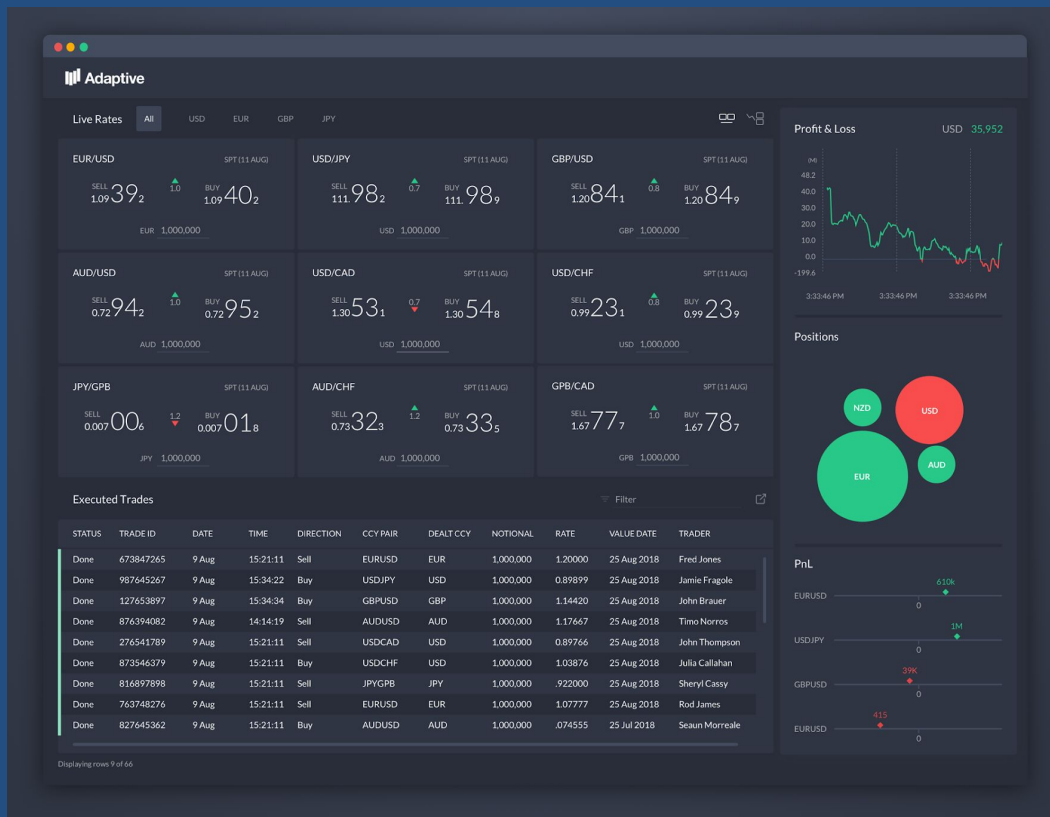 Adaptive
Live Rates All USD EUR GBP JPY
EUR/USD SPT (11 AUG)
SELL 1.09 39 2 1.0 BUY 1.09 40 2
EUR 1,000,000
USD/JPY SPT (11 AUG)
SELL 111. 98 2 0.7 BUY 111. 98 9
USD 1,000,000
GBP/USD SPT (11 AUG)
SELL 1.20 84 1 0.8 BUY 1.20 84 9
GBP 1,000,000
AUD/USD SPT (11 AUG)
SELL 0.72 94 2 1.0 BUY 0.72 95 2
AUD 1,000,000
USD/CAD SPT (11 AUG)
SELL 1.30 53 1 0.7 BUY 1.30 54 8
USD 1,000,000
USD/CHF SPT (11 AUG)
SELL 0.99 23 1 0.8 BUY 0.99 23 9
USD 1,000,000
JPY/GPB SPT (11 AUG)
SELL 0.007 00 6 1.2 BUY 0.007 01 8
JPY 1,000,000
AUD/CHF SPT (11 AUG)
SELL 0.73 32 3 1.2 BUY 0.73 33 5
AUD 1,000,000
GPB/CAD SPT (11 AUG)
SELL 1.67 77 7 1.0 BUY 1.67 78 7
GPB 1,000,000
Executed Trades Filter
STATUS TRADE ID DATE TIME DIRECTION CCY PAIR DEALT CCY NOTIONAL RATE VALUE DATE TRADER
Done 673847265 9 Aug 15:21:11 Sell EURUSD EUR 1,000,000 1.20000 25 Aug 2018 Fred Jones
Done 987645267 9 Aug 15:34:22 Buy USDJPY USD 1,000,000 0.89899 25 Aug 2018 Jamie Fragole
Done 127653897 9 Aug 15:34:34 Buy GBPUSD GBP 1,000,000 1.14420 25 Aug 2018 John Brauer
Done 876394082 9 Aug 14:14:19 Sell AUDUSD AUD 1,000,000 1.17667 25 Aug 2018 Timo Norros
Done 276541789 9 Aug 15:21:11 Sell USDCAD USD 1,000,000 0.89766 25 Aug 2018 John Thompson
Done 873546379 9 Aug 15:21:11 Buy USDCHF USD 1,000,000 1.03876 25 Aug 2018 Julia Callahan
Done 816897898 9 Aug 15:21:11 Sell JPYGPB JPY 1,000,000 .922000 25 Aug 2018 Sheryl Cassy
Done 763748276 9 Aug 15:21:11 Sell EURUSD EUR 1,000,000 1.07777 25 Aug 2018 Rod James
Done 827645362 9 Aug 15:21:11 Buy AUDUSD AUD 1,000,000 .074555 25 Jul 2018 Seaun Morreale
Displaying rows 9 of 66
Profit & Loss USD 35,952
(M)
48.2
40.0
30.0
20.0
10.0
0.0
-199.6
3:33:46 PM 3:33:46 PM 3:33:46 PM
Positions
NZD
USD
EUR
AUD
PnL
610k
EURUSD
0
1M
USDJPY
0
39K
GBPUSD
0
415
EURUSD
0